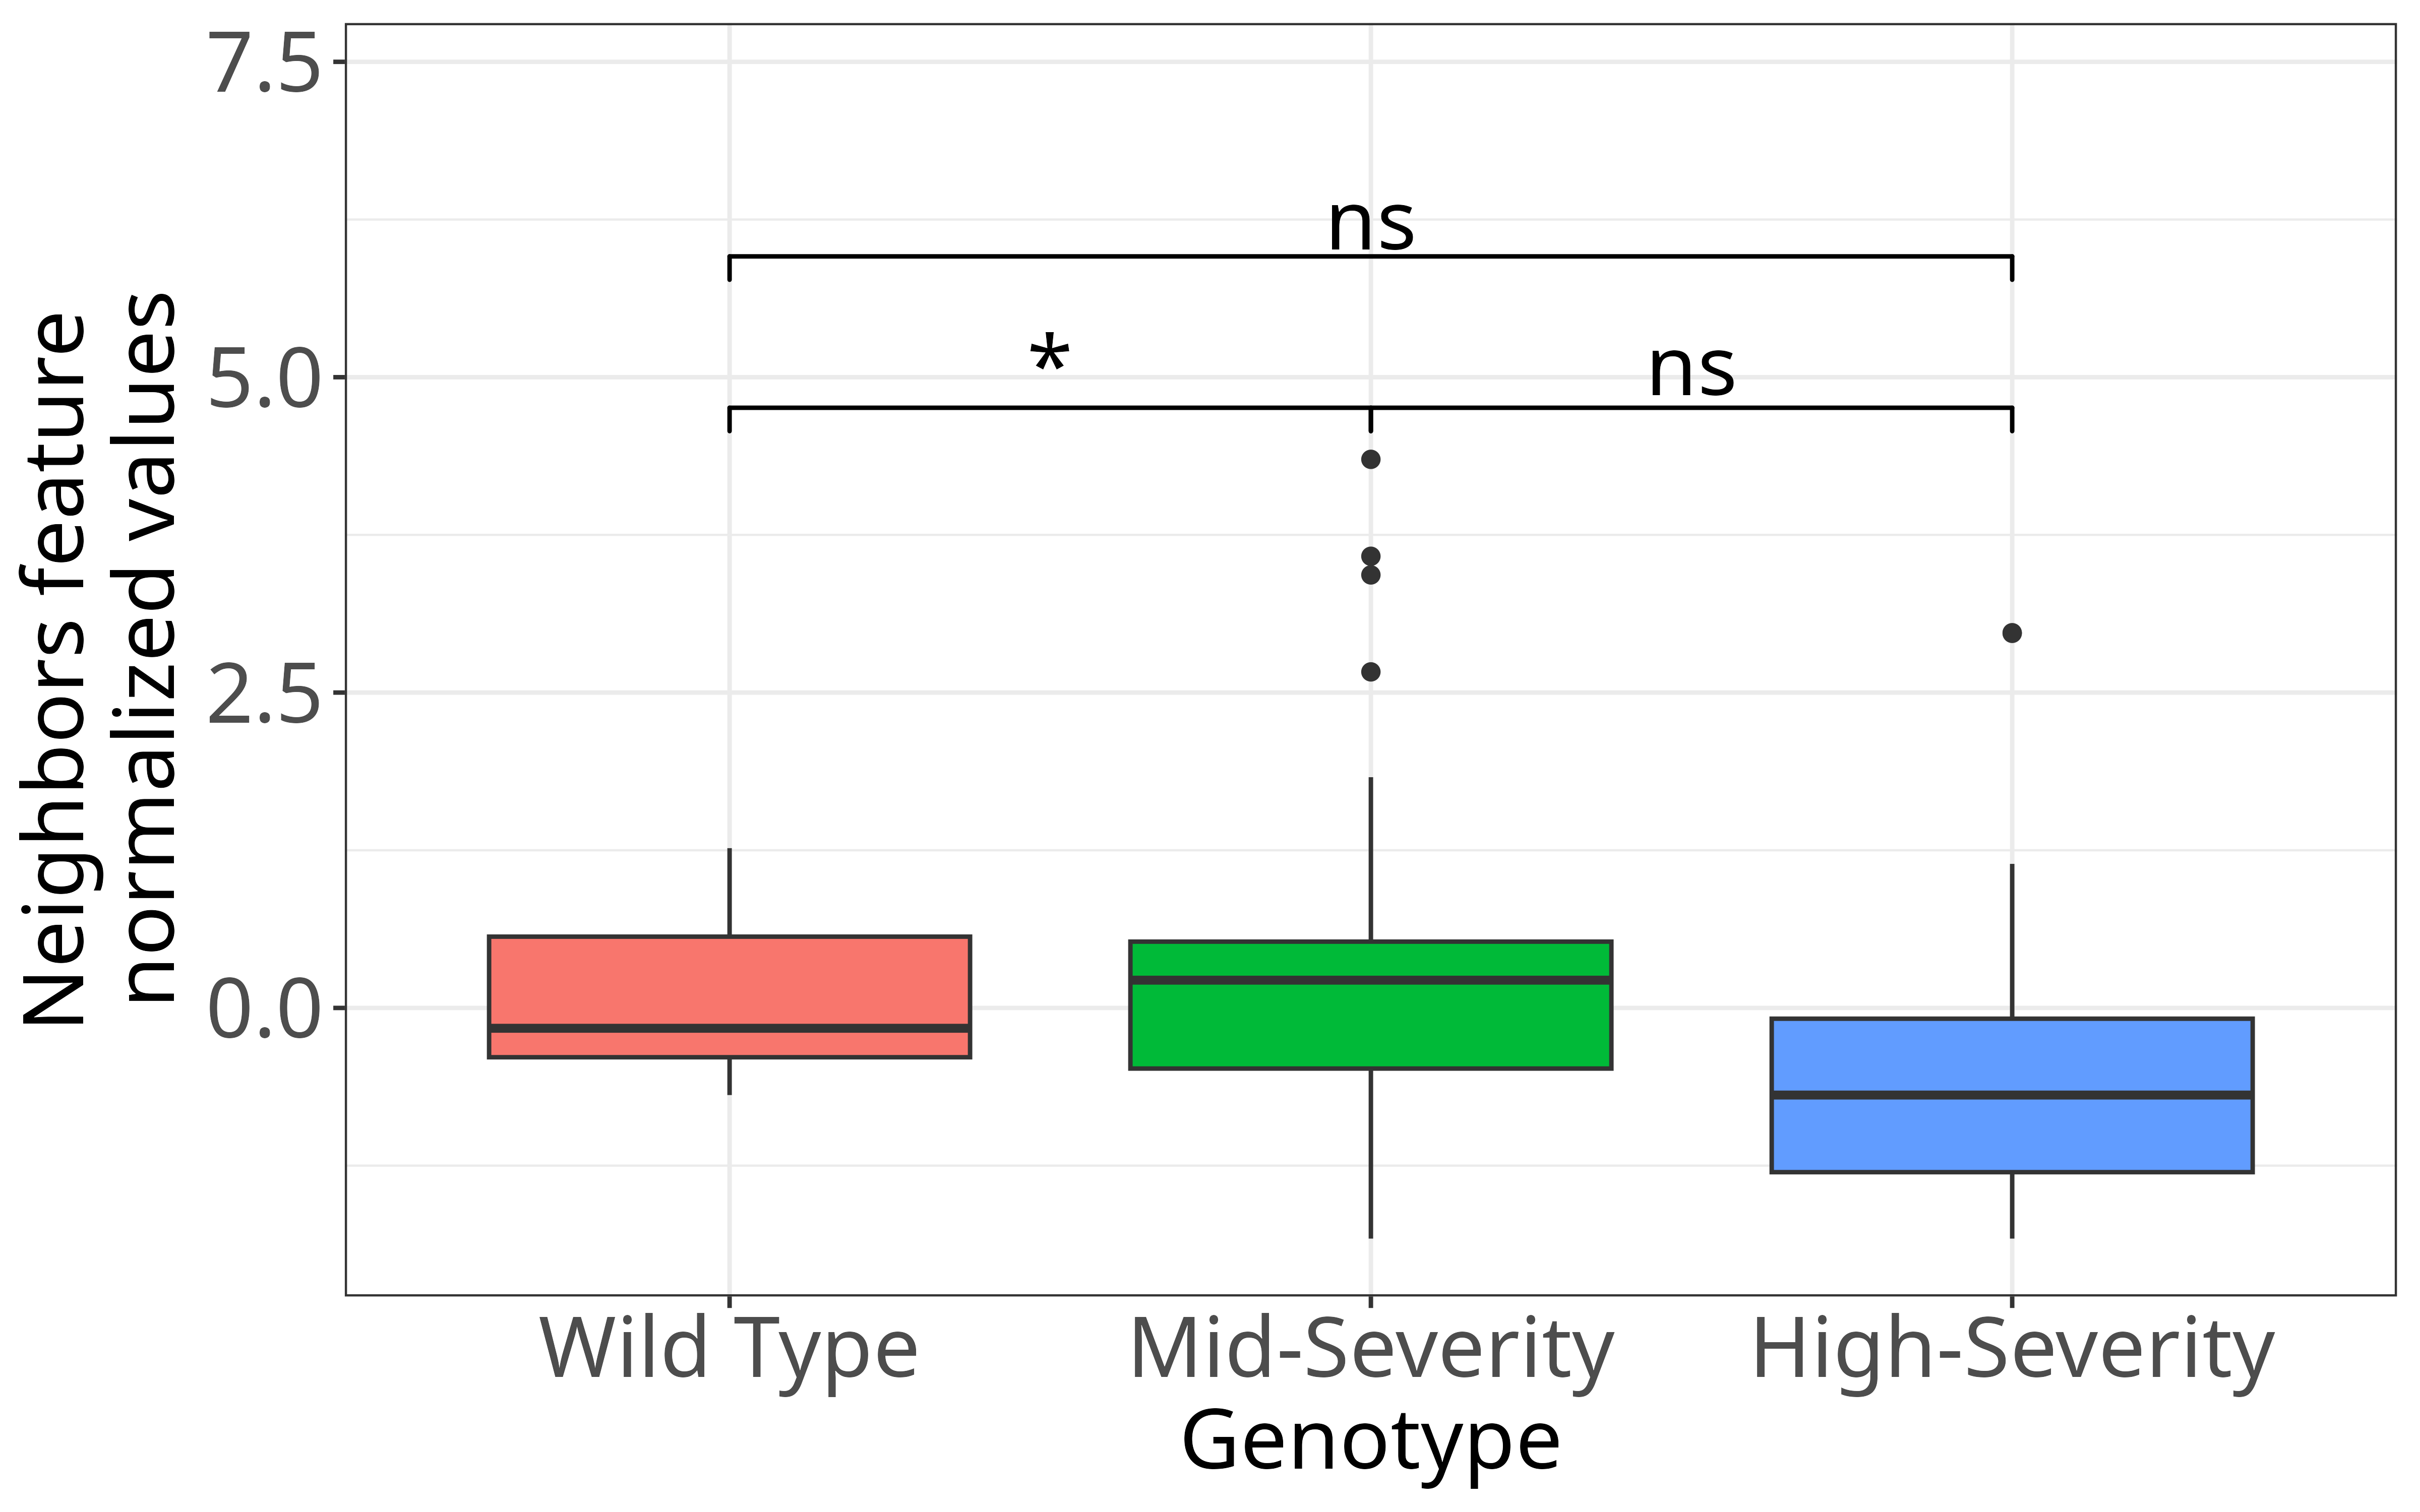 Neighbors feature
normalized values
7.5
5.0
2.5
0.0
ns
*
ns
Wild Type
Mid-Severity
High-Severity
Genotype